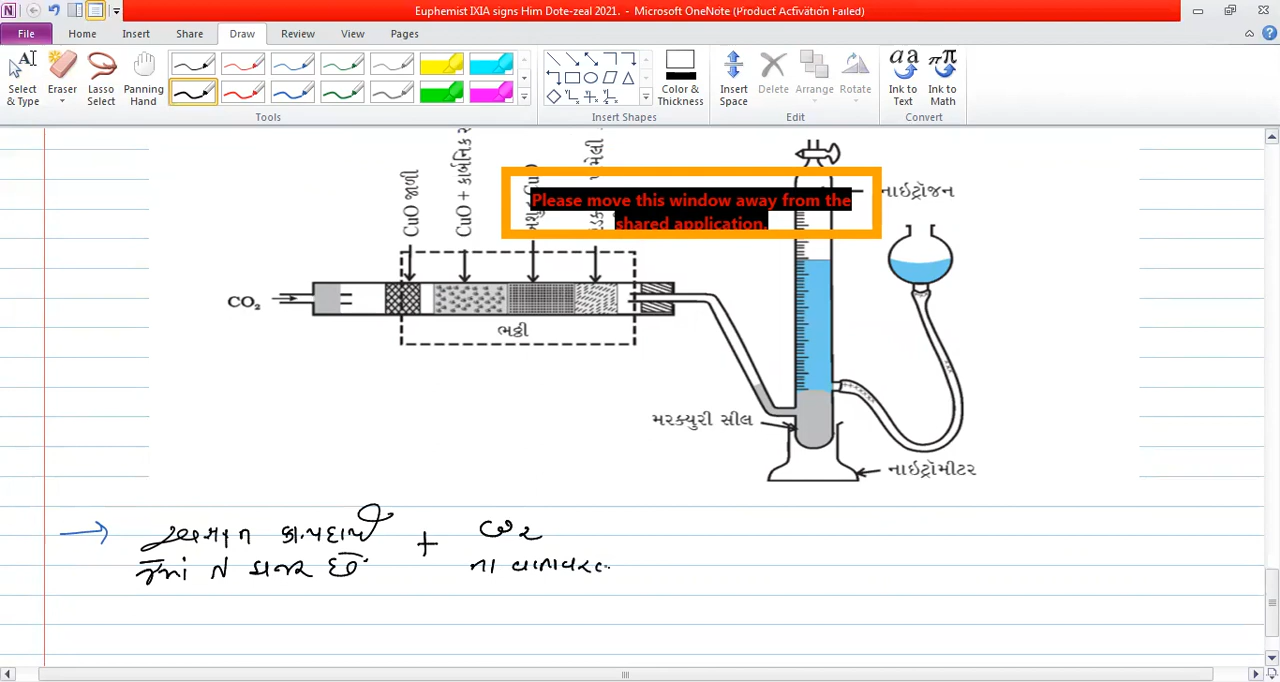 Euphemist IXIA signs Him Dote-zeal 2021. - Microsoft OneNote (Product Activation Failed)
File Home Insert Draw Review View Pages
Select & Type
Eraser
Lasso Select
Panning Hand
Color & Thickness
Insert Space
Delete
Arrange
Rotate
Ink to Text
Ink to Math
Tools
Insert Shapes
Edit
Convert
CuO જાળી
CuO + કાર્બનિક
Please move this window away from the shared application.
નાઇટ્રોજન
CO₂
ભઠ્ઠી
મરક્યુરી સીલ
નાઇટ્રોમીટર
+ CO2
જેમાં N હાજર છે
ના વાતાવરણ